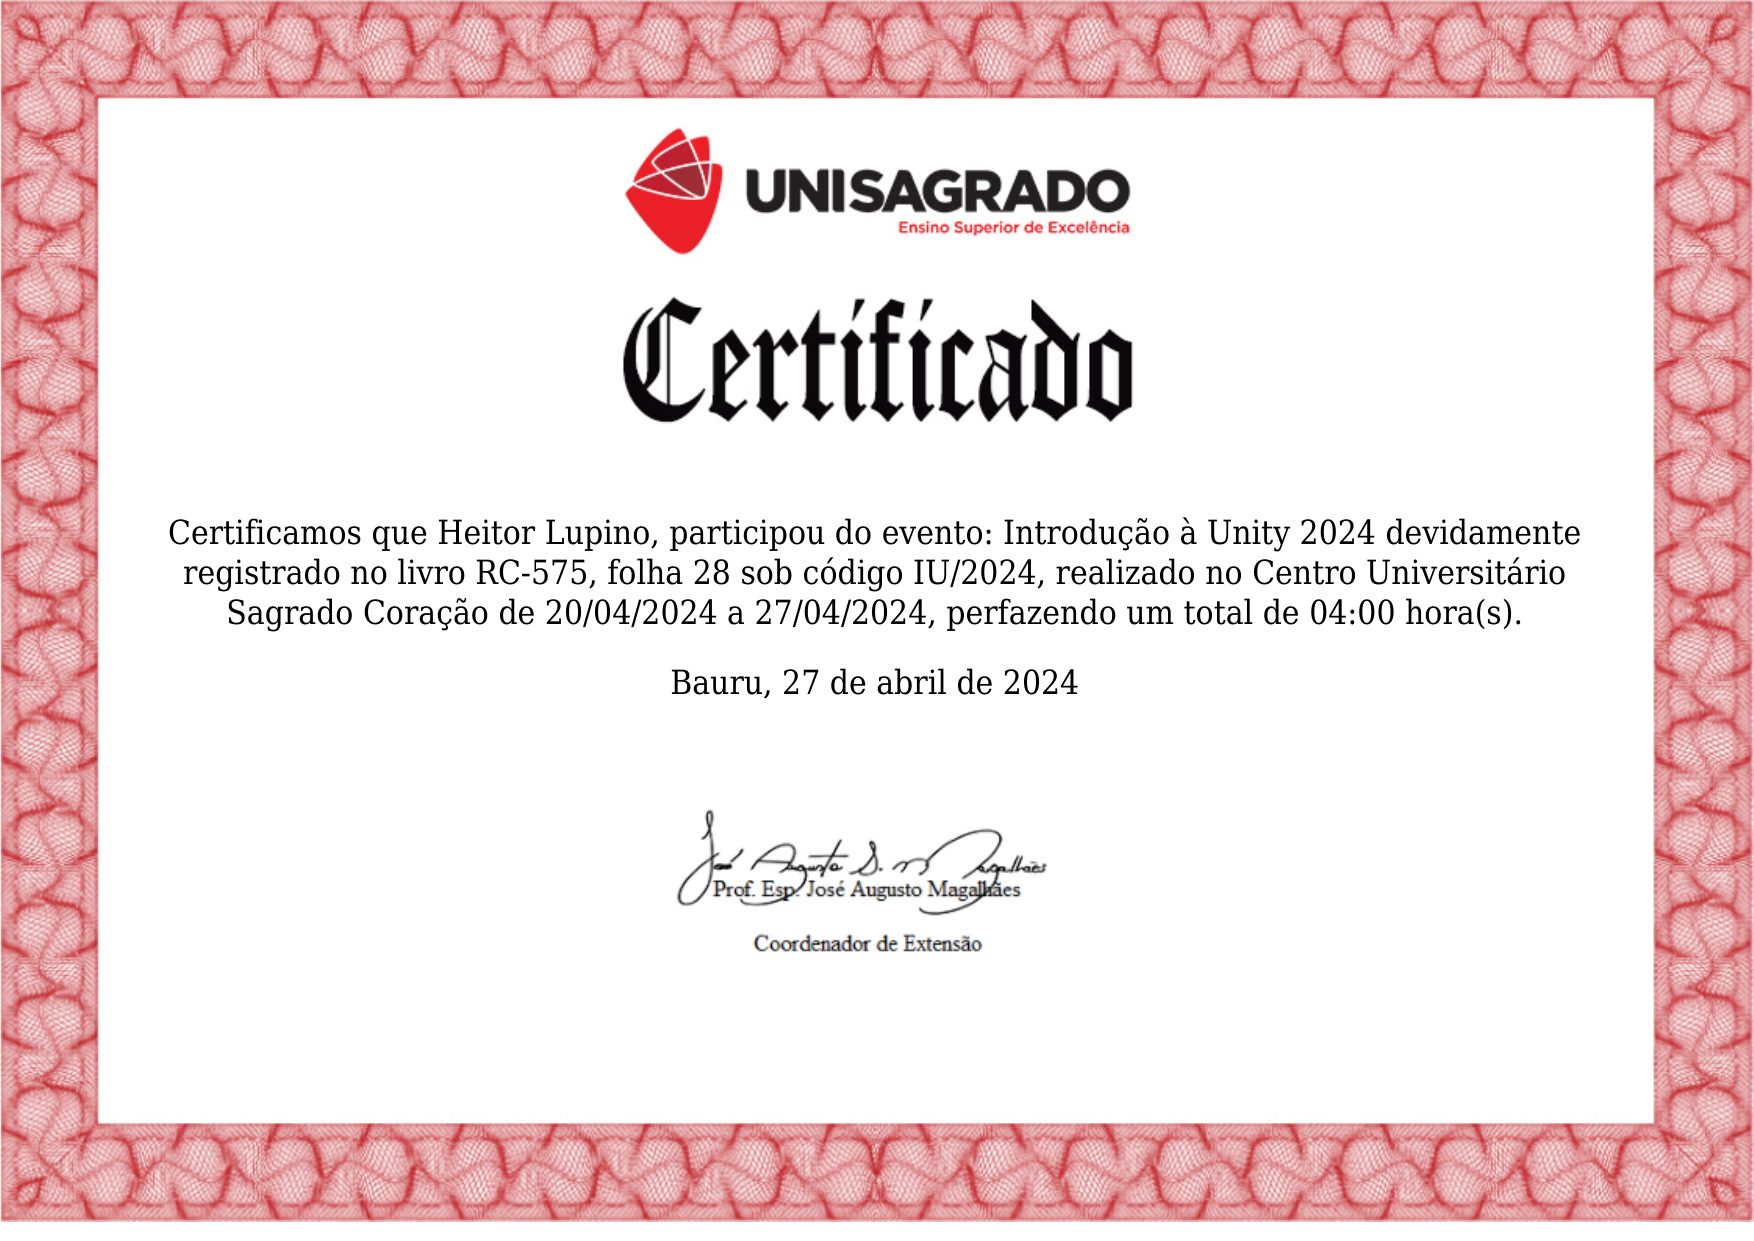 UNISAGRADO
Ensino Superior de Excelência
Certificado
Certificamos que Heitor Lupino, participou do evento: Introdução à Unity 2024 devidamente
registrado no livro RC-575, folha 28 sob código IU/2024, realizado no Centro Universitário
Sagrado Coração de 20/04/2024 a 27/04/2024, perfazendo um total de 04:00 hora(s).
Bauru, 27 de abril de 2024
José Augusto S. M Magalhães
Prof. Esp. José Augusto Magalhães
Coordenador de Extensão